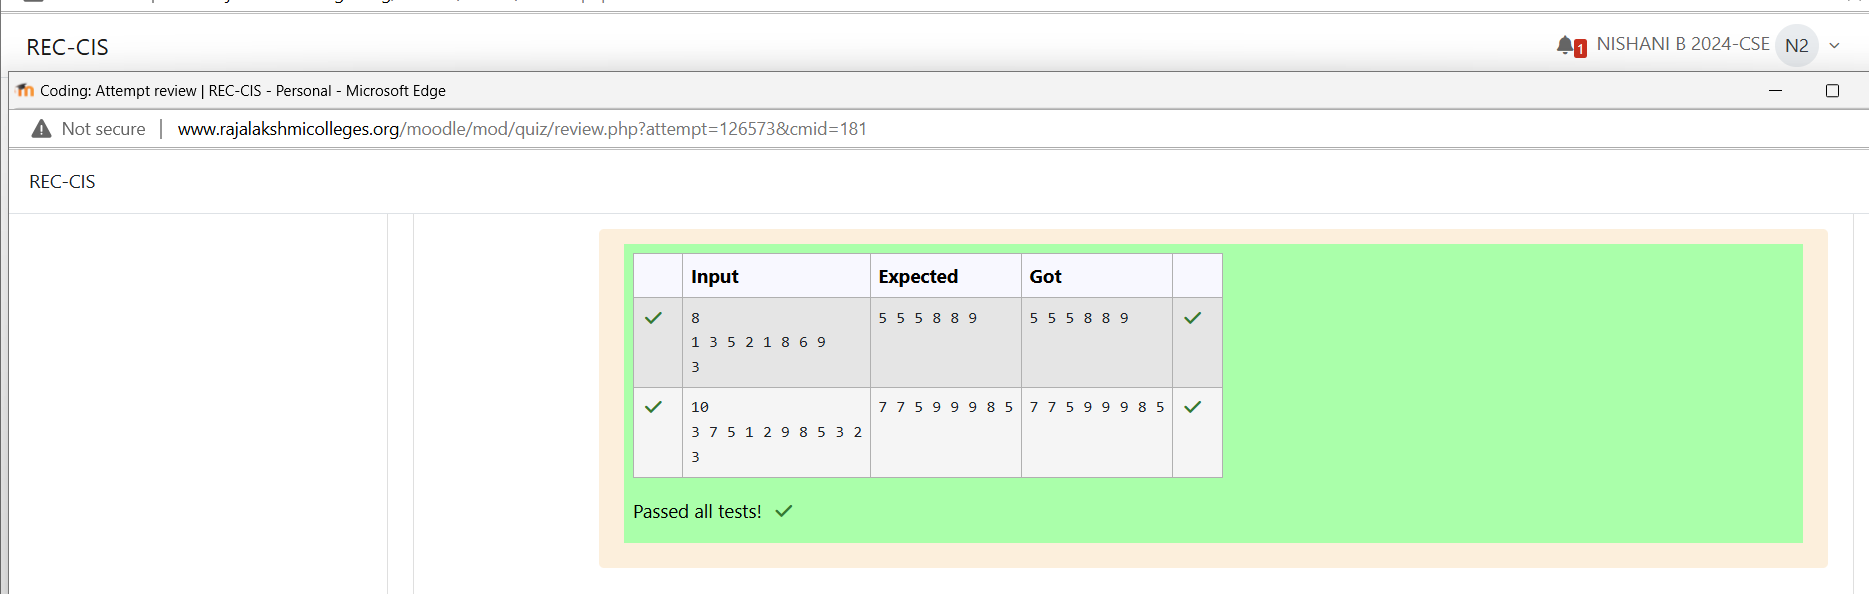 REC-CIS
1 NISHANI B 2024-CSE N2
Coding: Attempt review | REC-CIS - Personal - Microsoft Edge
Not secure | www.rajalakshmicolleges.org/moodle/mod/quiz/review.php?attempt=126573&cmid=181
REC-CIS
Input Expected Got
8 5 5 5 8 8 9 5 5 5 8 8 9
1 3 5 2 1 8 6 9
3
10 7 7 5 9 9 9 8 5 7 7 5 9 9 9 8 5
3 7 5 1 2 9 8 5 3 2
3
Passed all tests!